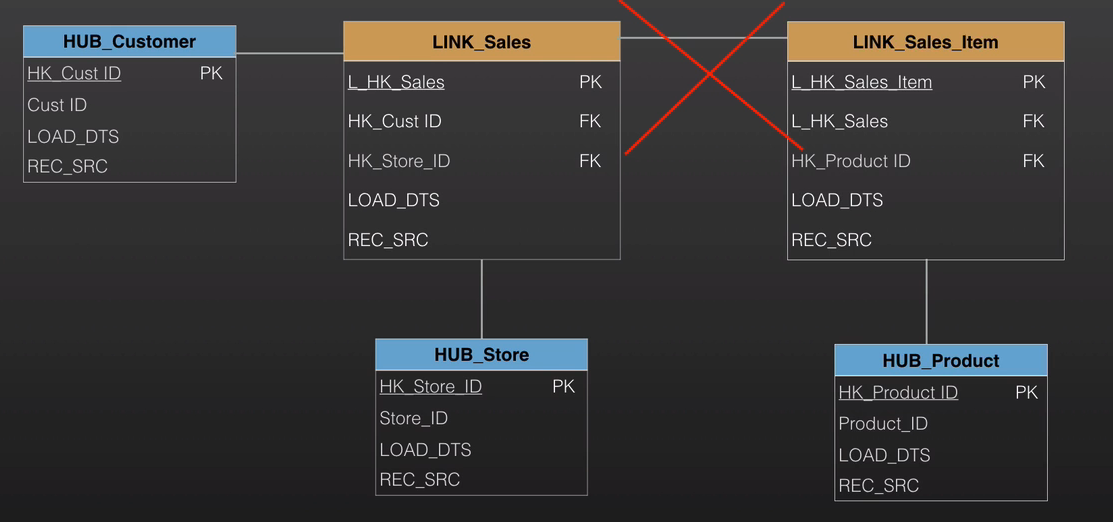 HUB_Customer
HK_Cust ID PK
Cust ID
LOAD_DTS
REC_SRC
LINK_Sales
L_HK_Sales PK
HK_Cust ID FK
HK_Store_ID FK
LOAD_DTS
REC_SRC
LINK_Sales_Item
L_HK_Sales_Item PK
L_HK_Sales FK
HK_Product ID FK
LOAD_DTS
REC_SRC
HUB_Store
HK_Store_ID PK
Store_ID
LOAD_DTS
REC_SRC
HUB_Product
HK_Product ID PK
Product_ID
LOAD_DTS
REC_SRC